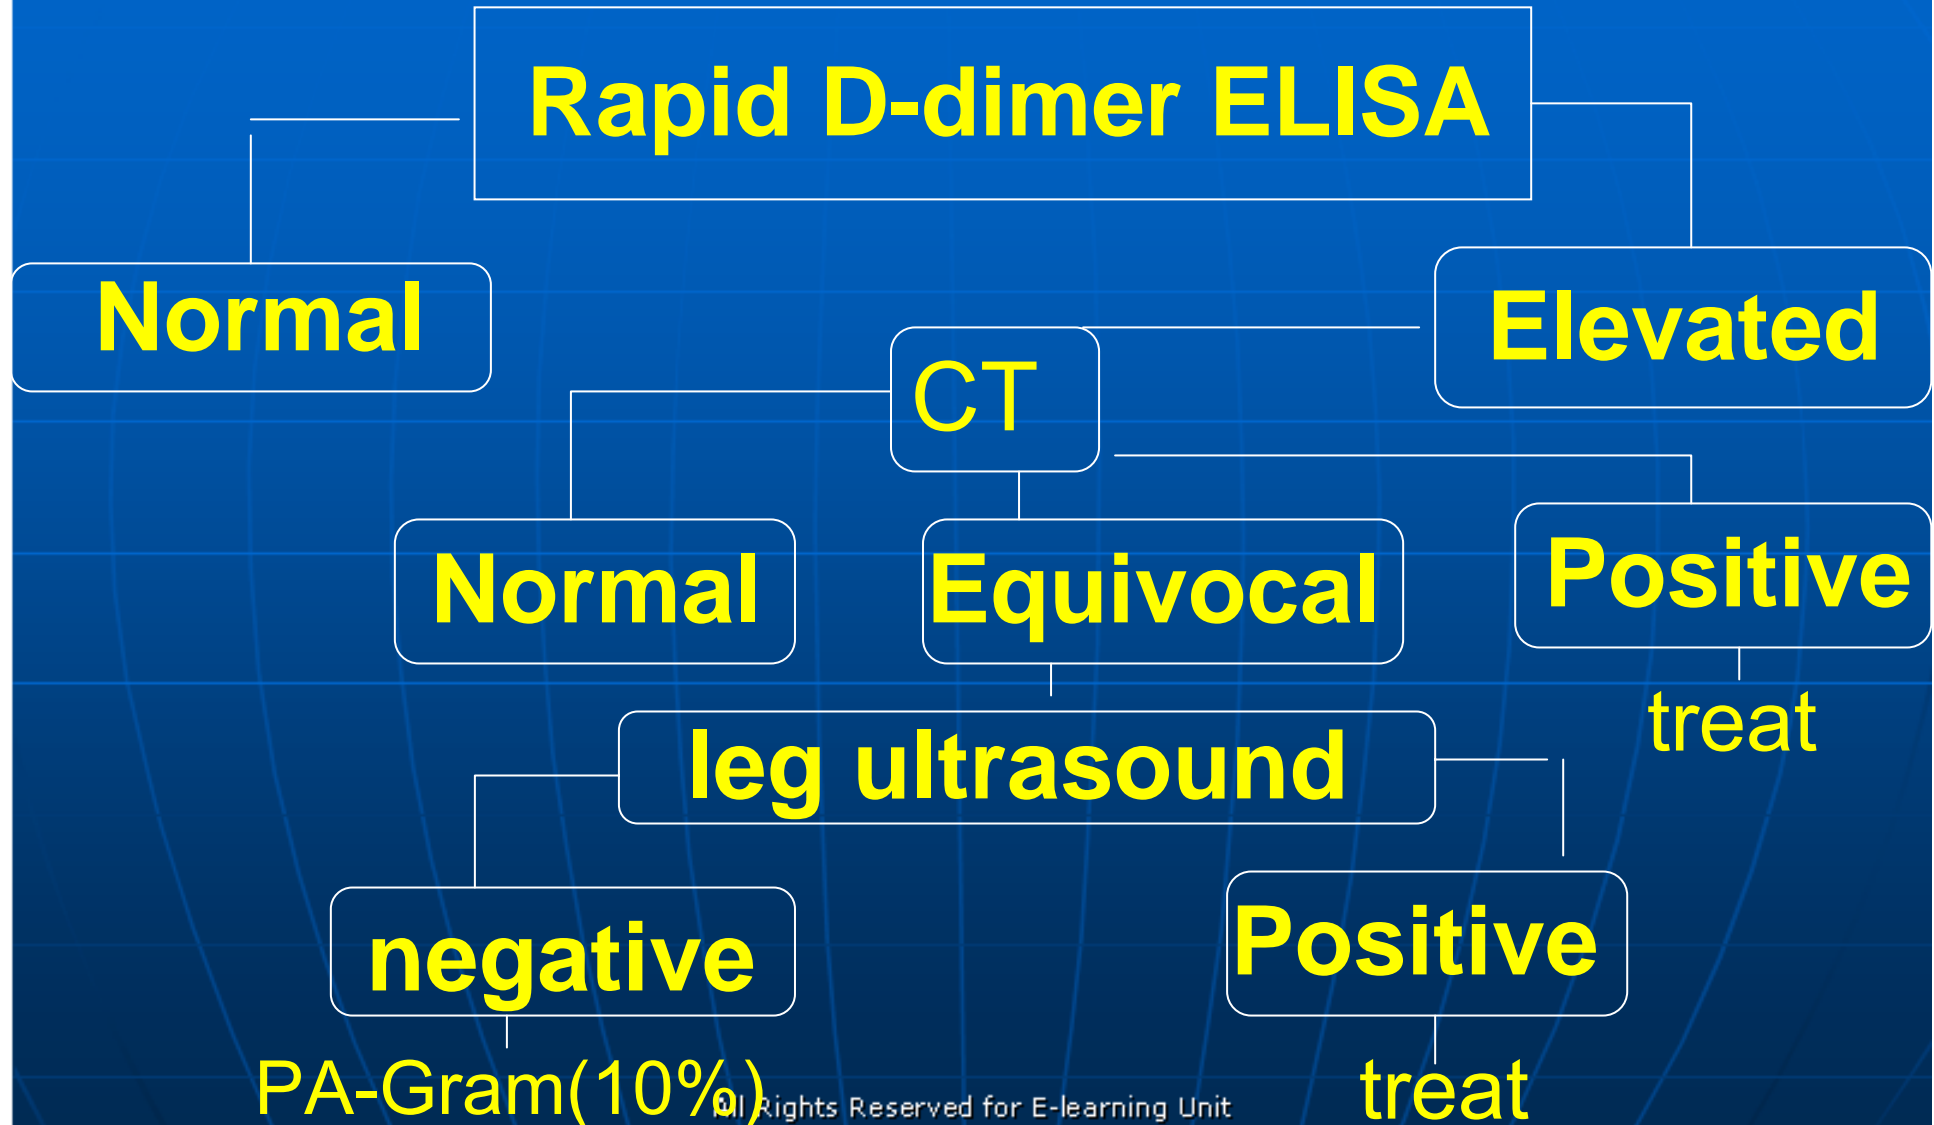 Rapid D-dimer ELISA
Normal
Elevated
CT
Normal
Equivocal
Positive
treat
leg ultrasound
negative
Positive
PA-Gram(10%)
treat
All Rights Reserved for E-learning Unit